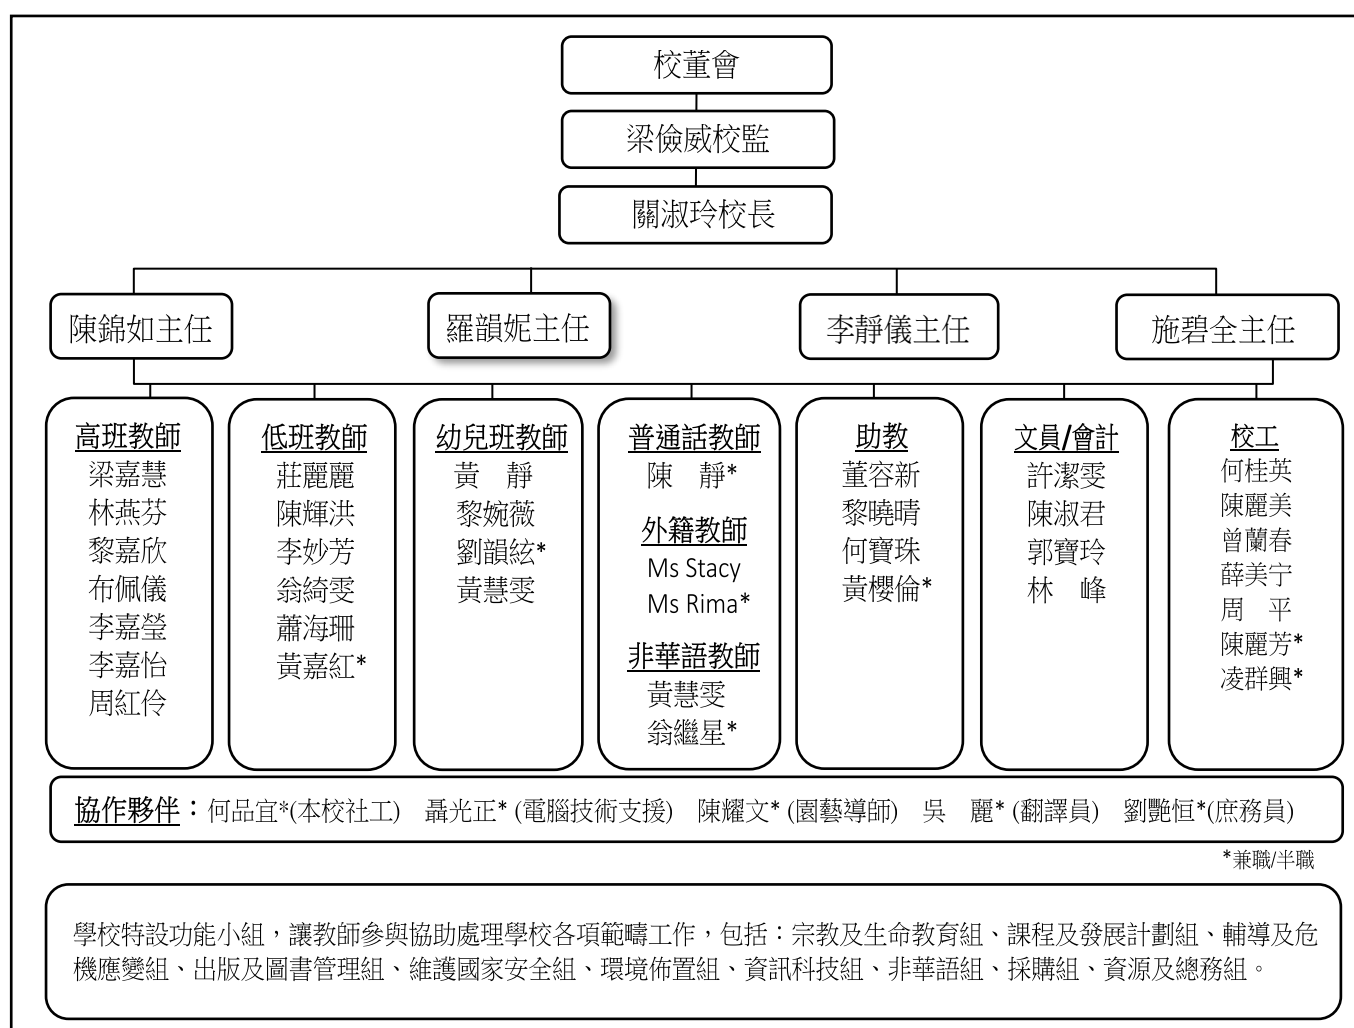 校董會
梁儉威校監
關淑玲校長
陳錦如主任
羅韻妮主任
李靜儀主任
施碧全主任
高班教師
梁嘉慧
林燕芬
黎嘉欣
布佩儀
李嘉瑩
李嘉怡
周紅伶
低班教師
莊麗麗
陳輝洪
李妙芳
翁綺雯
蕭海珊
黃嘉紅*
幼兒班教師
黃　靜
黎婉薇
劉韻絃*
黃慧雯
普通話教師
陳　靜*
外籍教師
Ms Stacy
Ms Rima*
非華語教師
黃慧雯
翁繼星*
助教
董容新
黎曉晴
何寶珠
黃櫻倫*
文員/會計
許潔雯
陳淑君
郭寶玲
林　峰
校工
何桂英
陳麗美
曾蘭春
薛美宁
周　平
陳麗芳*
凌群興*
協作夥伴：何品宜*(本校社工)　聶光正* (電腦技術支援)　陳耀文* (園藝導師)　吳　麗* (翻譯員)　劉艷恒*(庶務員)
*兼職/半職
學校特設功能小組，讓教師參與協助處理學校各項範疇工作，包括：宗教及生命教育組、課程及發展計劃組、輔導及危
機應變組、出版及圖書管理組、維護國家安全組、環境佈置組、資訊科技組、非華語組、採購組、資源及總務組。